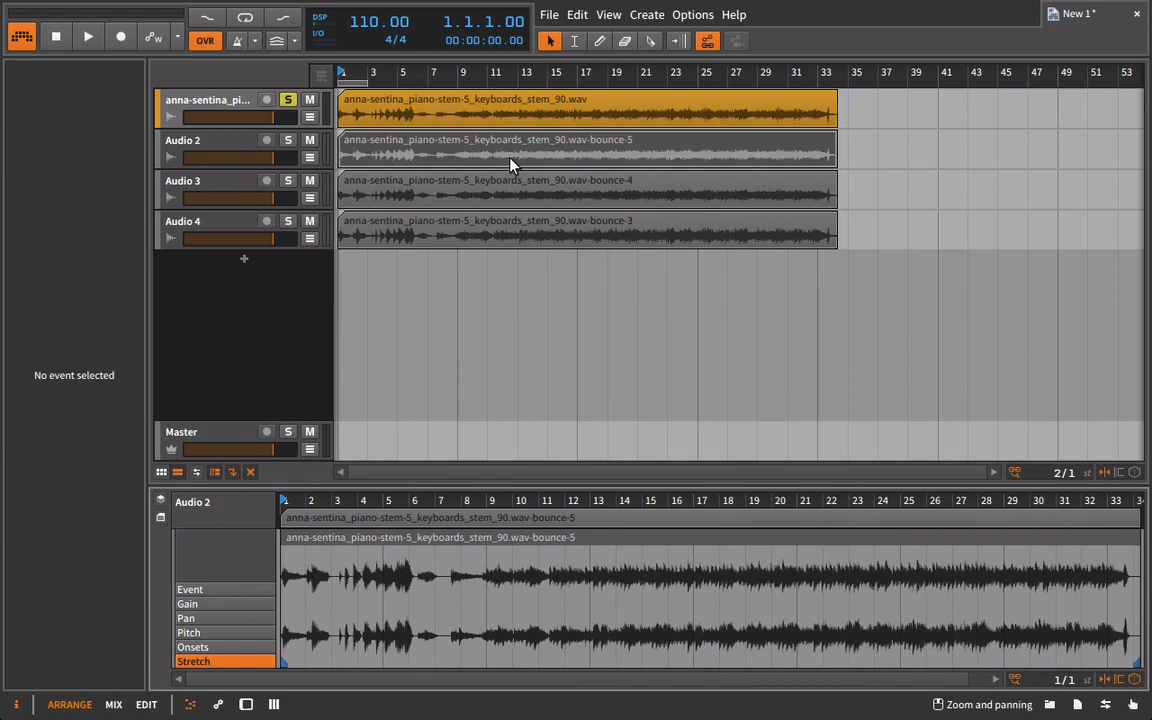 DSP
I/O
110.00
4/4
1.1.1.00
00:00:00.00
File Edit View Create Options Help
New 1*
OVR
1 3 5 7 9 11 13 15 17 19 21 23 25 27 29 31 33 35 37 39 41 43 45 47 49 51 53
anna-sentina_pi... S M
anna-sentina_piano-stem-5_keyboards_stem_90.wav
Audio 2 S M
anna-sentina_piano-stem-5_keyboards_stem_90.wav-bounce-5
Audio 3 S M
anna-sentina_piano-stem-5_keyboards_stem_90.wav-bounce-4
Audio 4 S M
anna-sentina_piano-stem-5_keyboards_stem_90.wav-bounce-3
+
No event selected
Master S M
2/1 st
Audio 2
1 2 3 4 5 6 7 8 9 10 11 12 13 14 15 16 17 18 19 20 21 22 23 24 25 26 27 28 29 30 31 32 33 34
anna-sentina_piano-stem-5_keyboards_stem_90.wav-bounce-5
anna-sentina_piano-stem-5_keyboards_stem_90.wav-bounce-5
Event
Gain
Pan
Pitch
Onsets
Stretch
1/1 st
i ARRANGE MIX EDIT
Zoom and panning